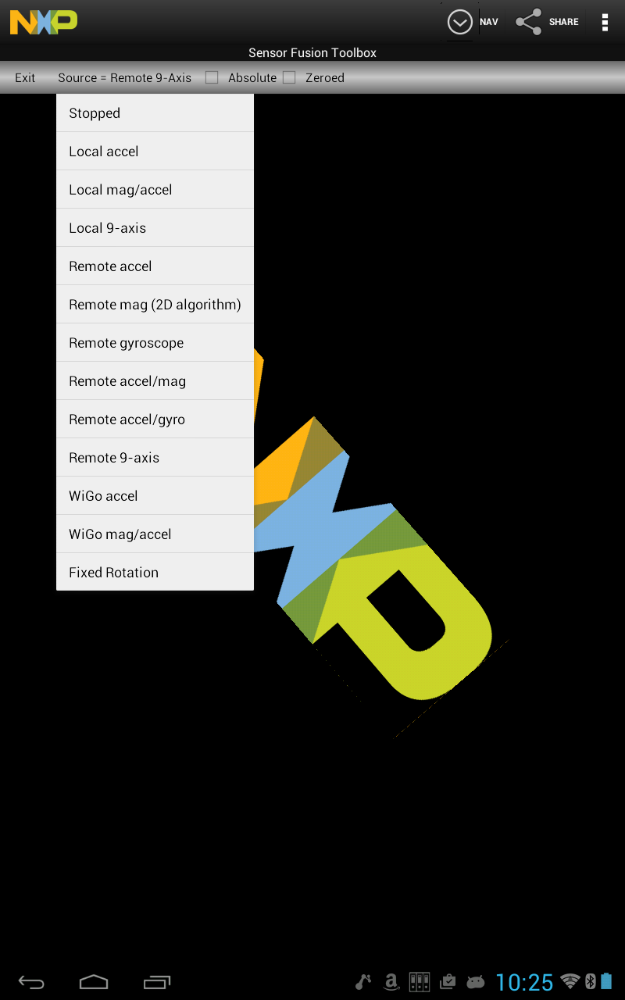 NXP
NAV
SHARE
Sensor Fusion Toolbox
Exit Source = Remote 9-Axis Absolute Zeroed
Stopped
Local accel
Local mag/accel
Local 9-axis
Remote accel
Remote mag (2D algorithm)
Remote gyroscope
Remote accel/mag
Remote accel/gyro
Remote 9-axis
WiGo accel
WiGo mag/accel
Fixed Rotation
10:25